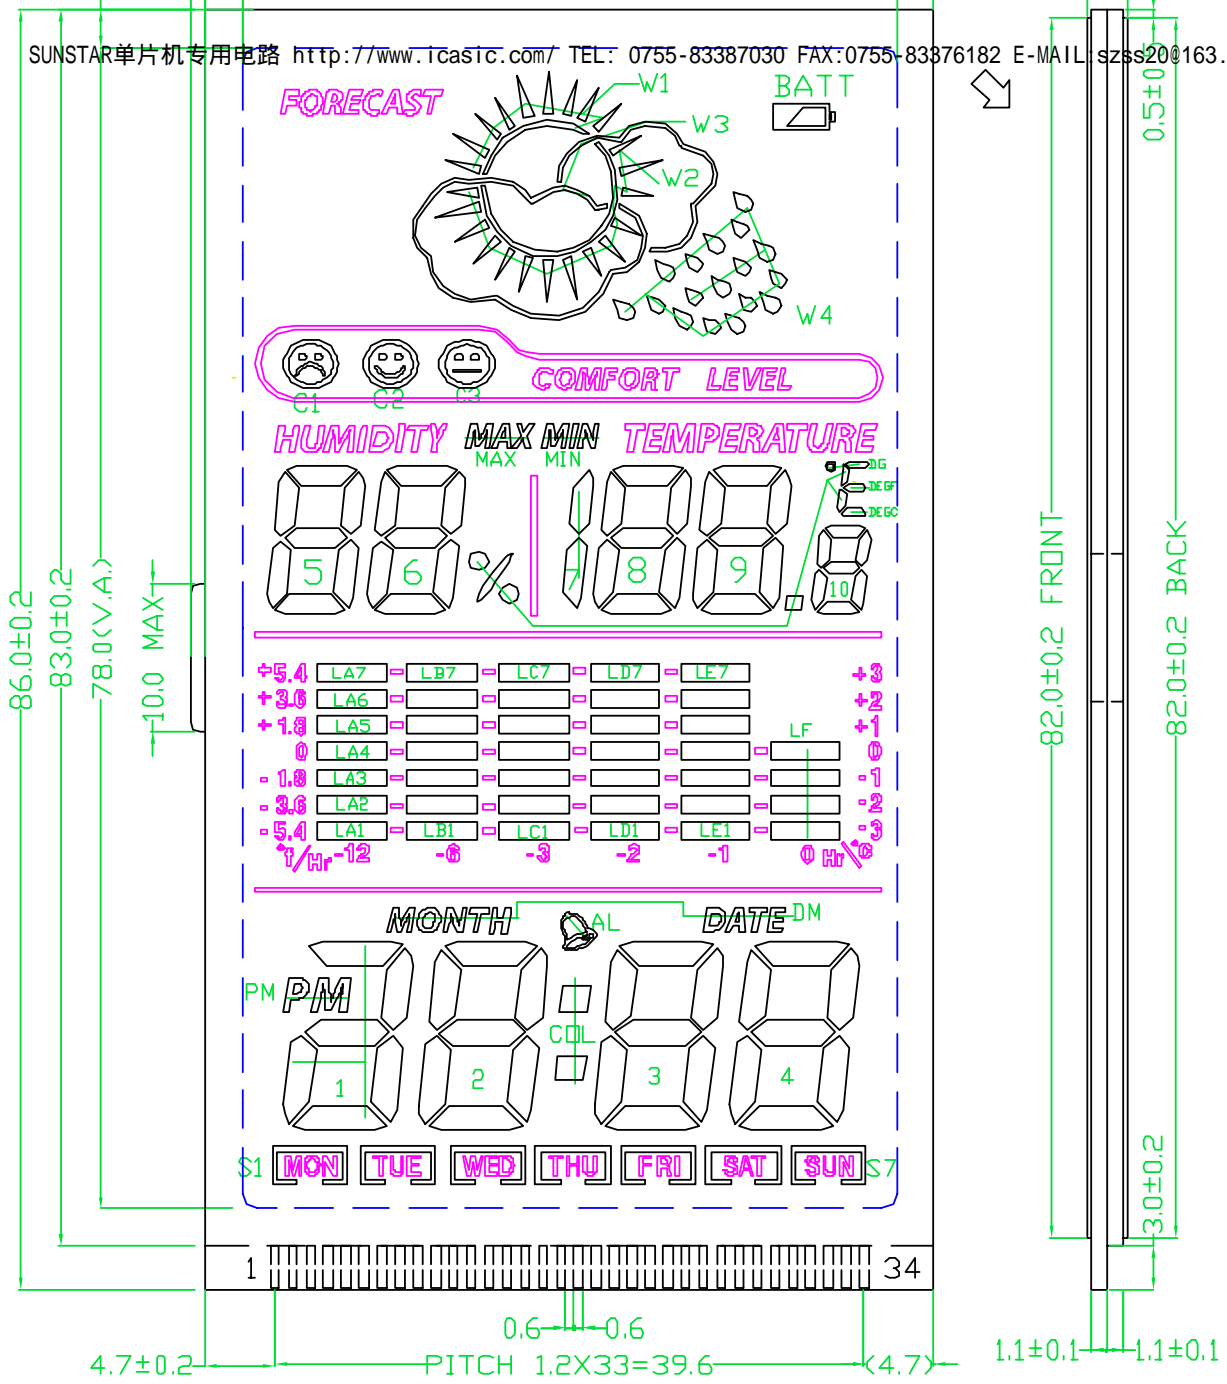 SUNSTAR单片机专用电路 http://www.icasic.com/ TEL: 0755-83387030 FAX:0755-83376182 E-MAIL:szss20@163.
FORECAST
W1
BATT
W3
W2
W4
0.5±0.5
C1 C2 C3
COMFORT LEVEL
HUMIDITY MAX MIN TEMPERATURE
MAX MIN
DG
DEGF
DEGC
5 6 % 7 8 9 10
86.0±0.2
83.0±0.2
78.0(V.A.)
10.0 MAX
82.0±0.2 FRONT
82.0±0.2 BACK
+5.4 LA7 LB7 LC7 LD7 LE7 +3
+3.6 LA6 +2
+1.8 LA5 LF +1
0 LA4 0
-1.8 LA3 -1
-3.6 LA2 -2
-5.4 LA1 LB1 LC1 LD1 LE1 -3
°f/Hr -12 -6 -3 -2 -1 0 Hr/°C
MONTH AL DATE DM
PM PM
COL
1 2 3 4
S1 MON TUE WED THU FRI SAT SUN S7
3.0±0.2
1 34
0.6 0.6
4.7±0.2 PITCH 1.2X33=39.6 (4.7)
1.1±0.1 1.1±0.1